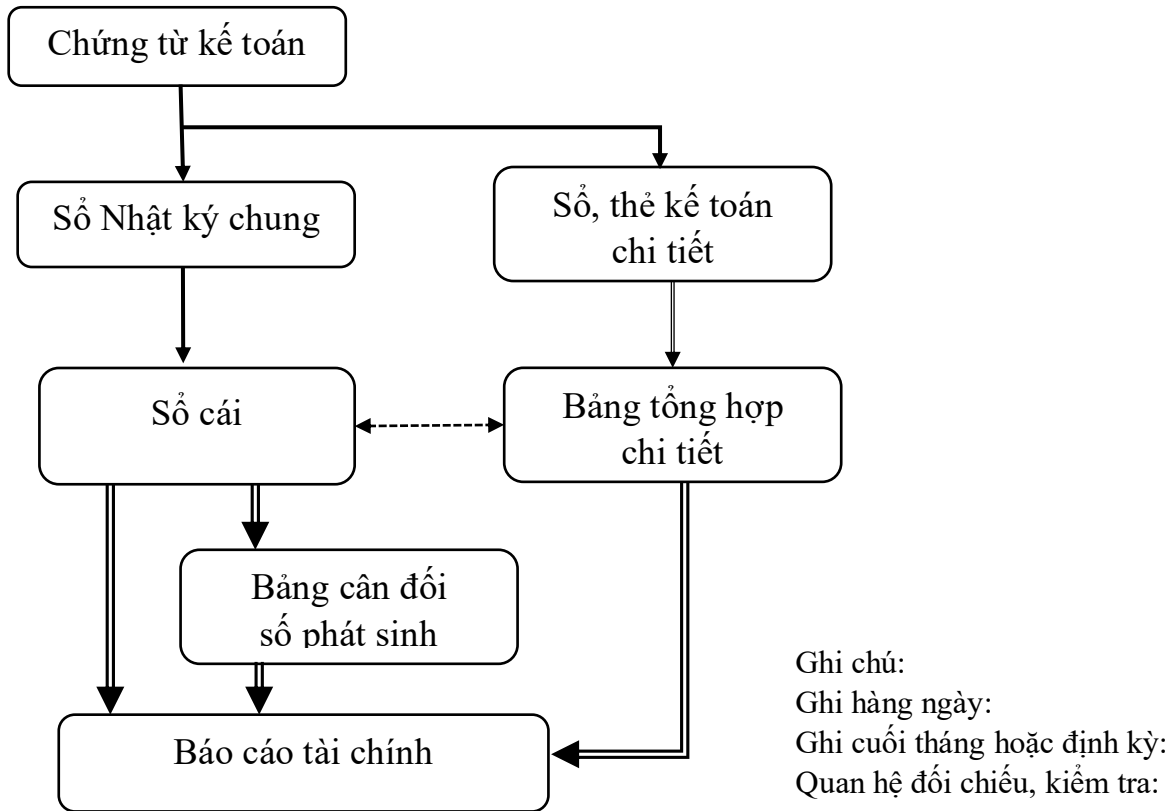 Chứng từ kế toán
Sổ Nhật ký chung
Sổ, thẻ kế toán
chi tiết
Sổ cái
Bảng tổng hợp
chi tiết
Bảng cân đối
số phát sinh
Báo cáo tài chính
Ghi chú:
Ghi hàng ngày:
Ghi cuối tháng hoặc định kỳ:
Quan hệ đối chiếu, kiểm tra: